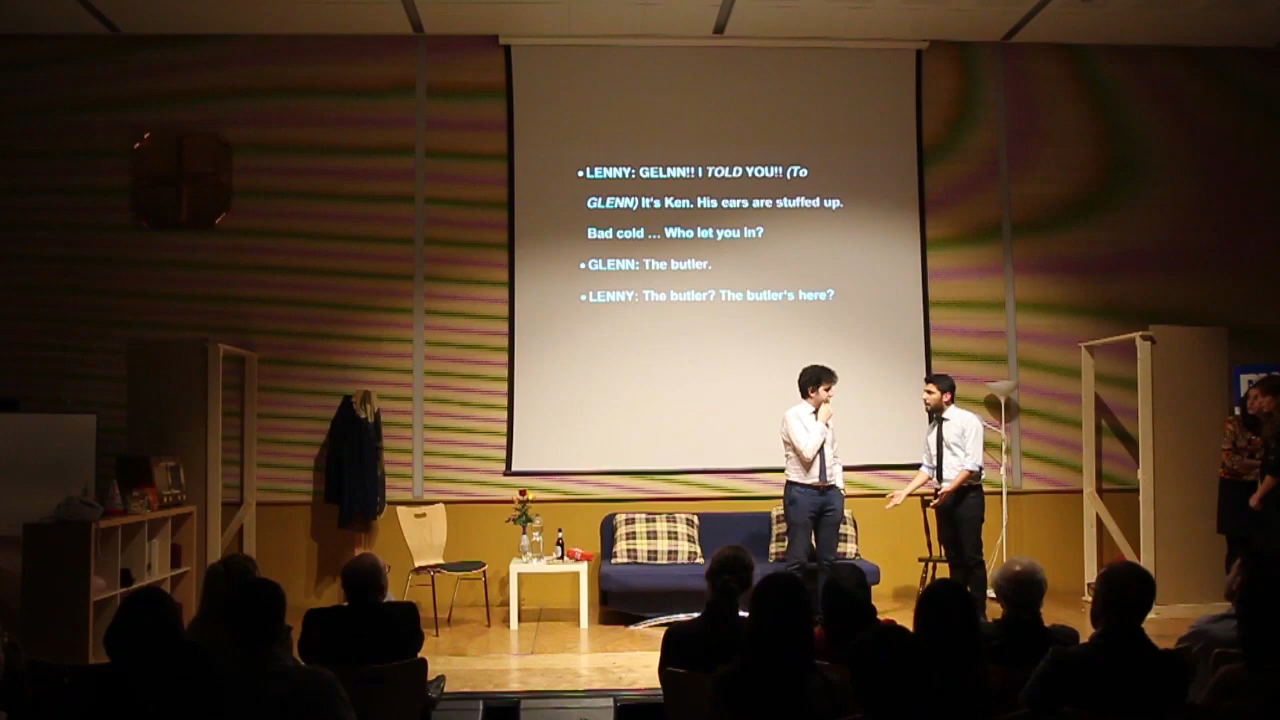 • LENNY: GELNN!! I TOLD YOU!! (To
GLENN) It's Ken. His ears are stuffed up.
Bad cold ... Who let you in?
• GLENN: The butler.
• LENNY: The butler? The butler's here?